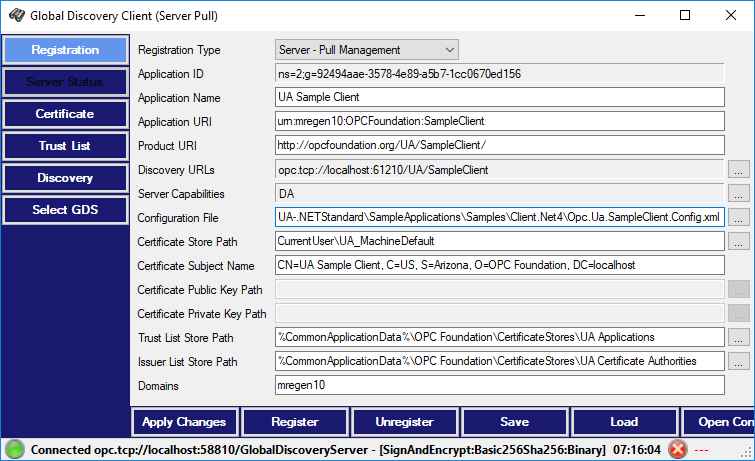 Global Discovery Client (Server Pull)
Registration
Registration Type Server - Pull Management
Server Status
Application ID ns=2;g=92494aae-3578-4e89-a5b7-1cc0670ed156
Application Name UA Sample Client
Certificate
Application URI urn:mregen10:OPCFoundation:SampleClient
Trust List
Product URI http://opcfoundation.org/UA/SampleClient/
Discovery
Discovery URLs opc.tcp://localhost:61210/UA/SampleClient ...
Server Capabilities DA ...
Select GDS
Configuration File UA-.NETStandard\SampleApplications\Samples\Client.Net4\Opc.Ua.SampleClient.Config.xml ...
Certificate Store Path CurrentUser\UA_MachineDefault ...
Certificate Subject Name CN=UA Sample Client, C=US, S=Arizona, O=OPC Foundation, DC=localhost
Certificate Public Key Path ...
Certificate Private Key Path ...
Trust List Store Path %CommonApplicationData%\OPC Foundation\CertificateStores\UA Applications ...
Issuer List Store Path %CommonApplicationData%\OPC Foundation\CertificateStores\UA Certificate Authorities ...
Domains mregen10
Apply Changes Register Unregister Save Load Open Con
Connected opc.tcp://localhost:58810/GlobalDiscoveryServer - [SignAndEncrypt:Basic256Sha256:Binary] 07:16:04 ---